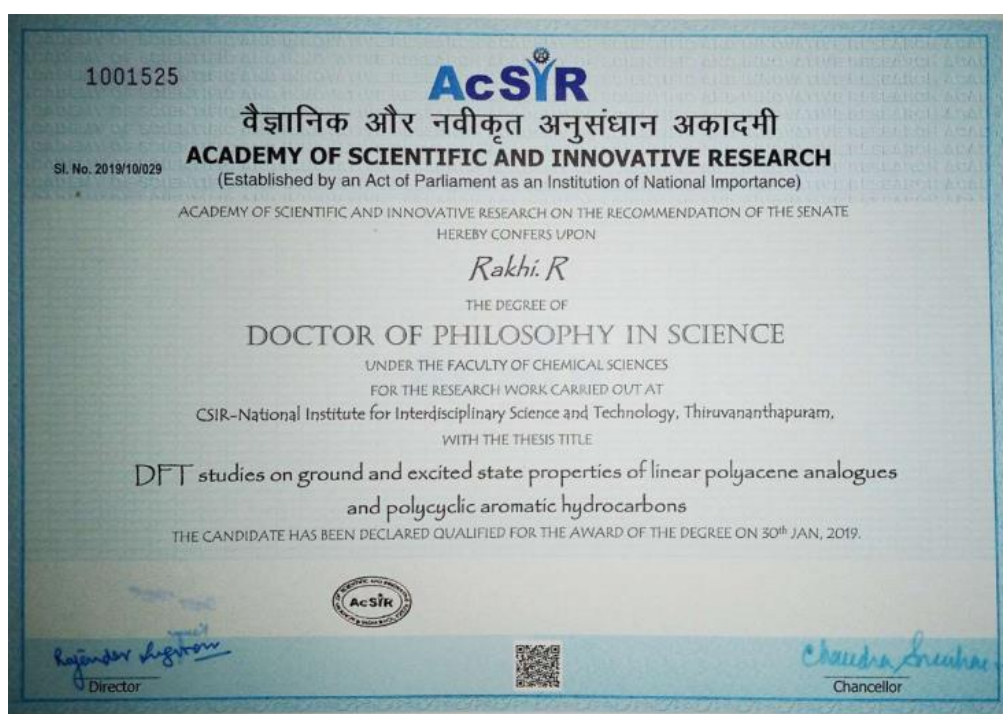 1001525
AcSIR
वैज्ञानिक और नवीकृत अनुसंधान अकादमी
Sl. No. 2019/10/029
ACADEMY OF SCIENTIFIC AND INNOVATIVE RESEARCH
(Established by an Act of Parliament as an Institution of National Importance)
ACADEMY OF SCIENTIFIC AND INNOVATIVE RESEARCH ON THE RECOMMENDATION OF THE SENATE
HEREBY CONFERS UPON
Rakhi. R
THE DEGREE OF
DOCTOR OF PHILOSOPHY IN SCIENCE
UNDER THE FACULTY OF CHEMICAL SCIENCES
FOR THE RESEARCH WORK CARRIED OUT AT
CSIR-National Institute for Interdisciplinary Science and Technology, Thiruvananthapuram,
WITH THE THESIS TITLE
DFT studies on ground and excited state properties of linear polyacene analogues
and polycyclic aromatic hydrocarbons
THE CANDIDATE HAS BEEN DECLARED QUALIFIED FOR THE AWARD OF THE DEGREE ON 30th JAN, 2019.
AcSIR
Rajender
Chandra
Director
Chancellor